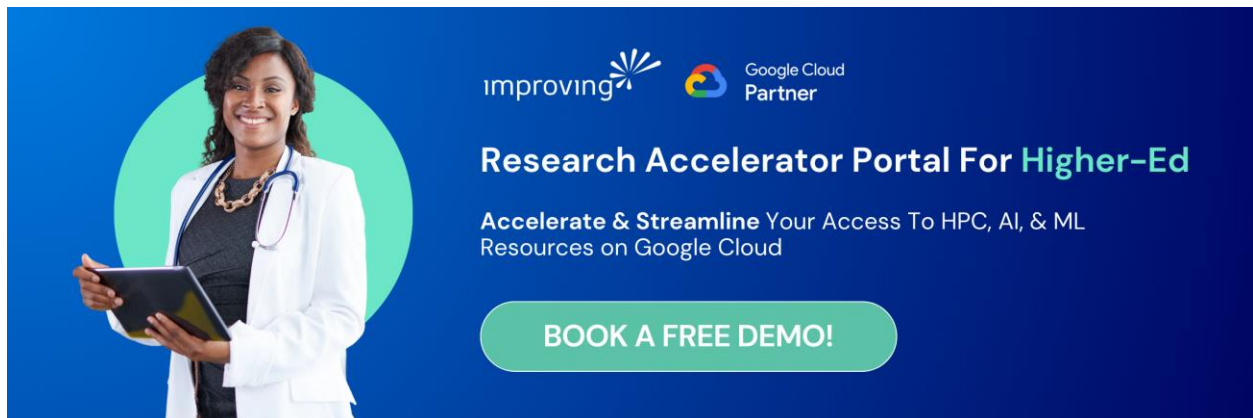 improving
Google Cloud
Partner
Research Accelerator Portal For Higher-Ed
Accelerate & Streamline Your Access To HPC, AI, & ML
Resources on Google Cloud
BOOK A FREE DEMO!